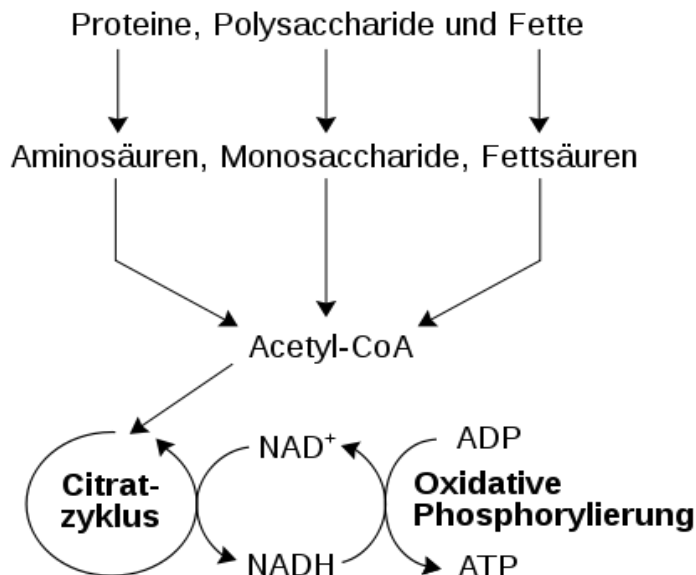 Proteine, Polysaccharide und Fette
Aminosäuren, Monosaccharide, Fettsäuren
Acetyl-CoA
NAD⁺
ADP
Citrat-
zyklus
Oxidative
Phosphorylierung
NADH
ATP